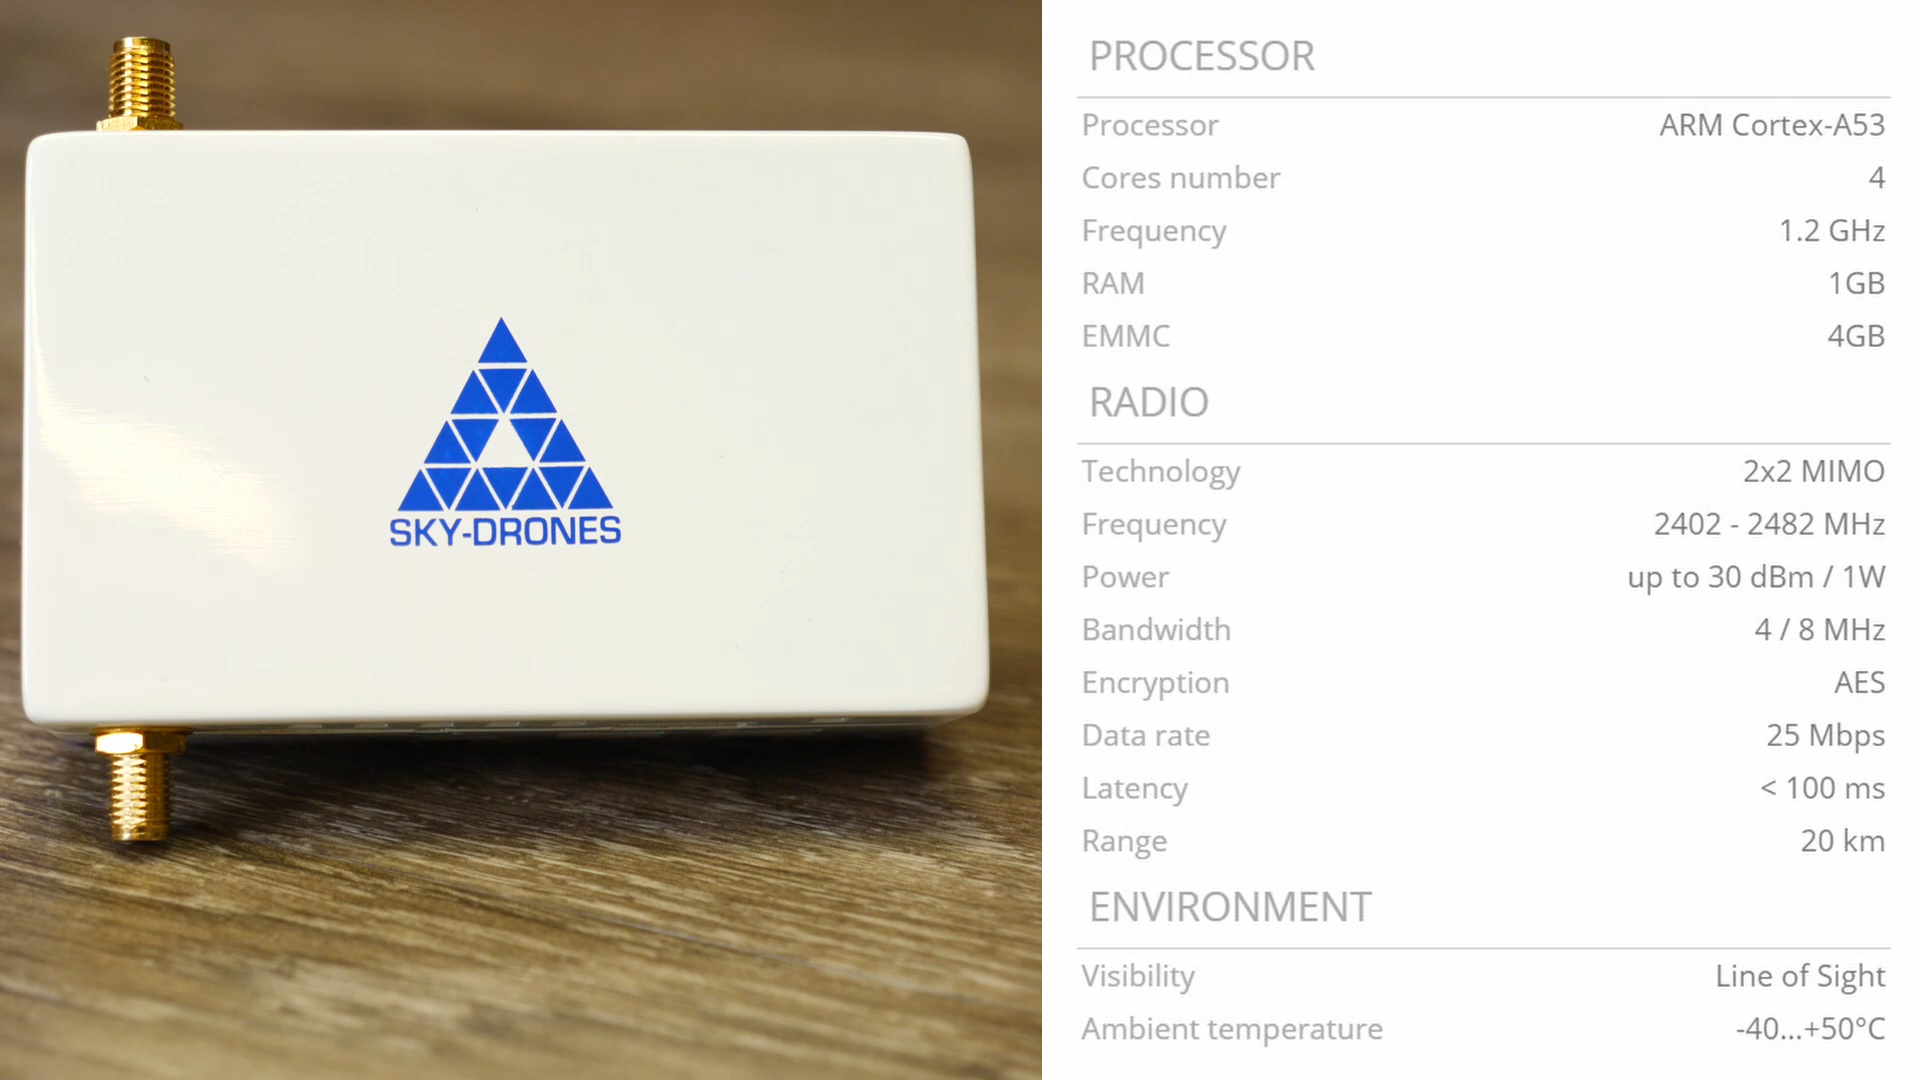 SKY-DRONES
PROCESSOR
Processor ARM Cortex-A53
Cores number 4
Frequency 1.2 GHz
RAM 1GB
EMMC 4GB
RADIO
Technology 2x2 MIMO
Frequency 2402 - 2482 MHz
Power up to 30 dBm / 1W
Bandwidth 4 / 8 MHz
Encryption AES
Data rate 25 Mbps
Latency < 100 ms
Range 20 km
ENVIRONMENT
Visibility Line of Sight
Ambient temperature -40...+50°C